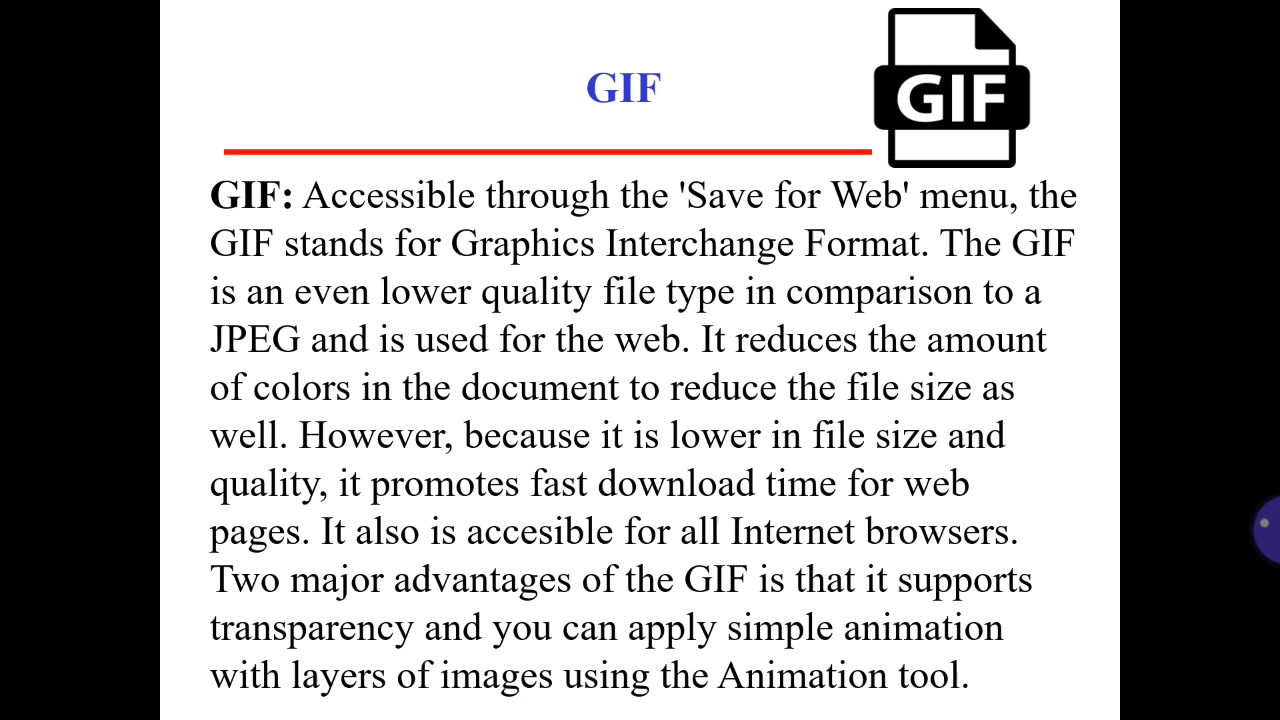 GIF
GIF
GIF: Accessible through the 'Save for Web' menu, the
GIF stands for Graphics Interchange Format. The GIF
is an even lower quality file type in comparison to a
JPEG and is used for the web. It reduces the amount
of colors in the document to reduce the file size as
well. However, because it is lower in file size and
quality, it promotes fast download time for web
pages. It also is accesible for all Internet browsers.
Two major advantages of the GIF is that it supports
transparency and you can apply simple animation
with layers of images using the Animation tool.